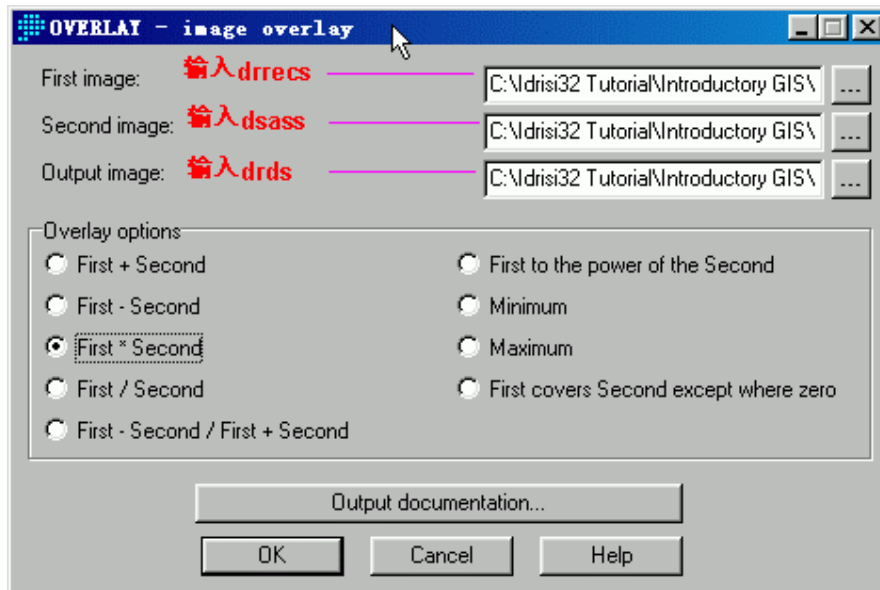 OVERLAY - image overlay
First image: 输入drrecs C:\Idrisi32 Tutorial\Introductory GIS\ ...
Second image: 输入dsass C:\Idrisi32 Tutorial\Introductory GIS\ ...
Output image: 输入drds C:\Idrisi32 Tutorial\Introductory GIS\ ...
Overlay options
First + Second
First - Second
First * Second
First / Second
First - Second / First + Second
First to the power of the Second
Minimum
Maximum
First covers Second except where zero
Output documentation...
OK Cancel Help